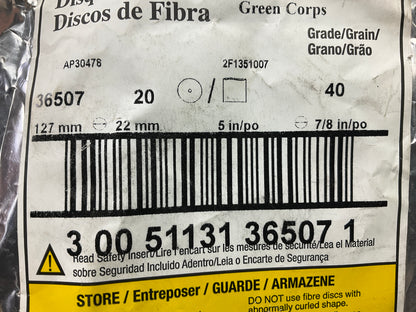 Discos de Fibra
Green Corps
Grade/Grain/
Grano/Grão
AP30478
2F1351007
36507
20
/
40
127 mm
22 mm
5 in/po
7/8 in/po
3 00 51131 36507 1
Read Safety Insert/Lire l'encart sur les mesures de sécurité/Lea el Material
sobre Seguridad Incluido Adentro/Leia o Encarte de Segurança
STORE / Entreposer / GUARDE / ARMAZENE
DO NOT use fibre discs with
abnormally curled shape.